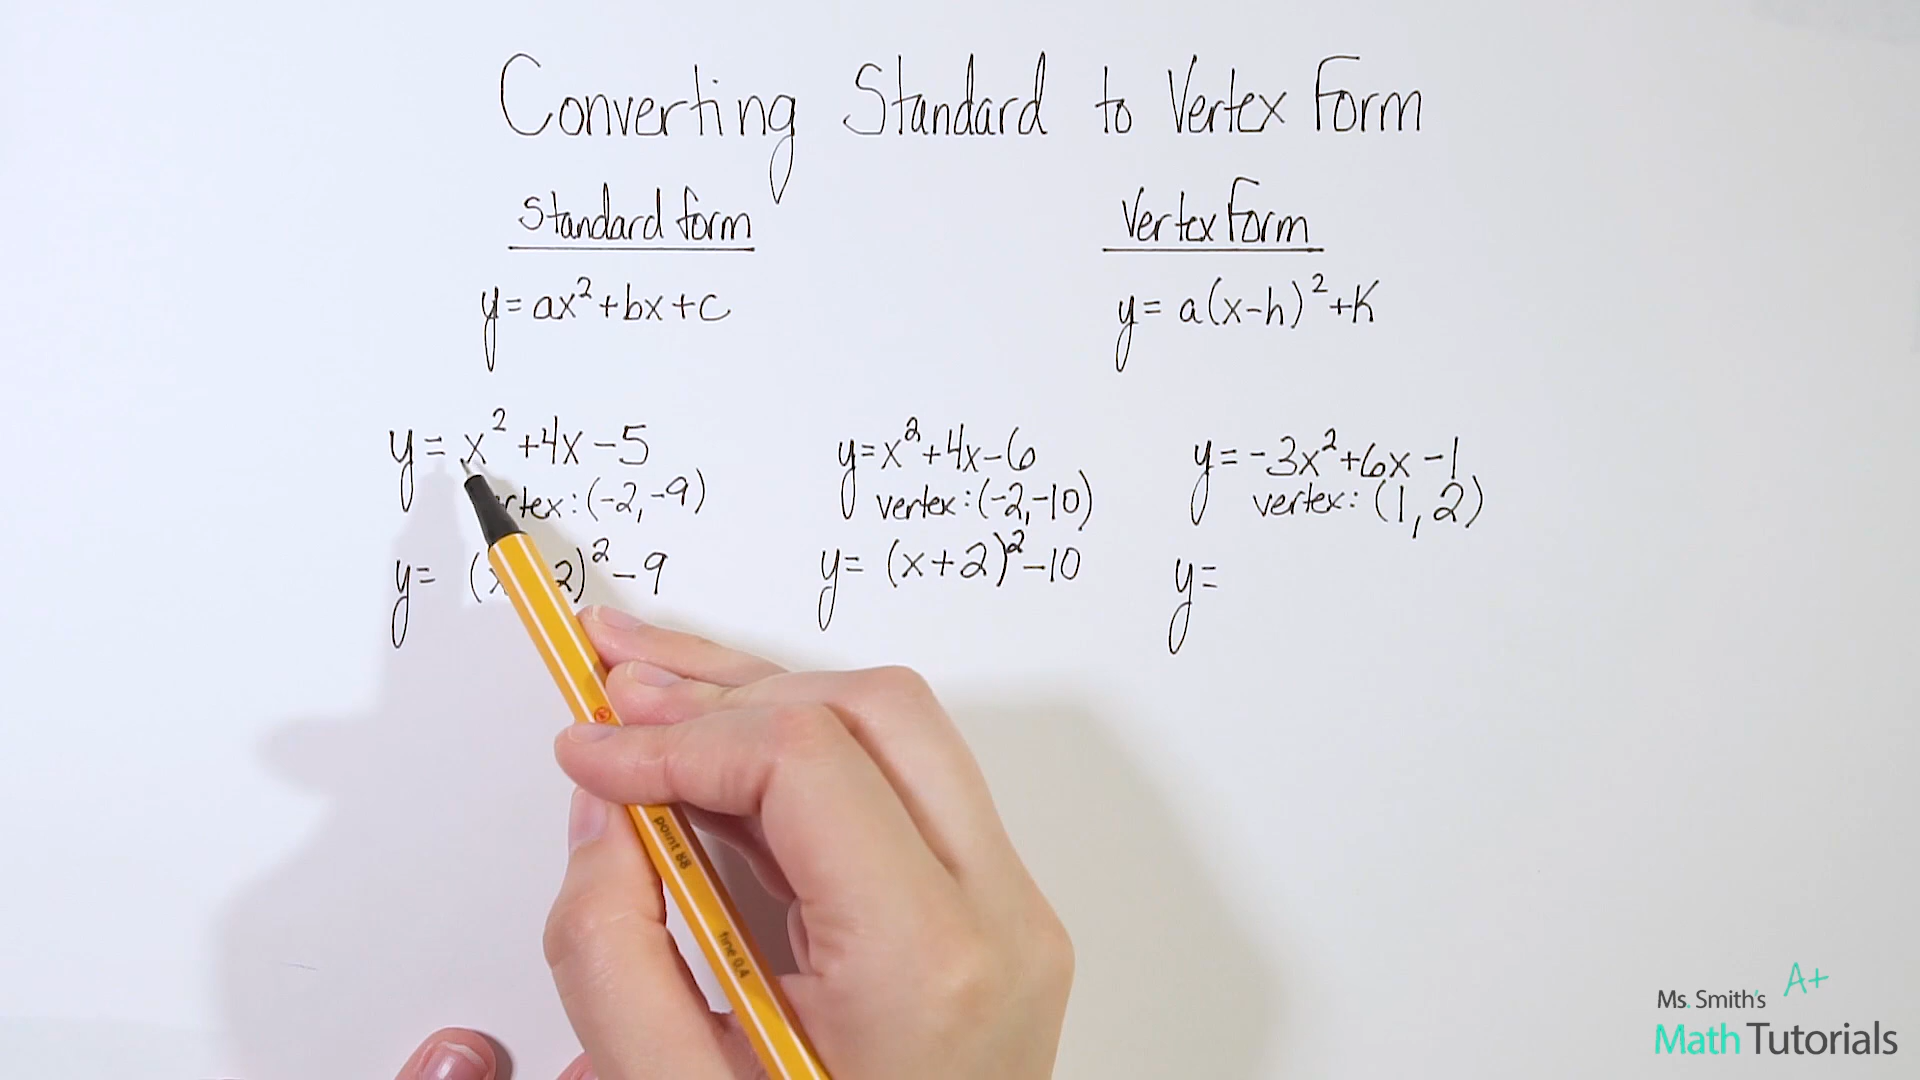 Converting Standard to Vertex Form
Standard form
y=ax²+bx+c
Vertex Form
y=a(x-h)²+K
y=x²+4x-5
(-2,-9)
y= 2)²-9
y=x²+4x-6
vertex:(-2,-10)
y=(x+2)²-10
y=-3x²+6x-1
vertex:(1,2)
y=
point 88
fine 0.4
A+
Ms. Smith's
Math Tutorials